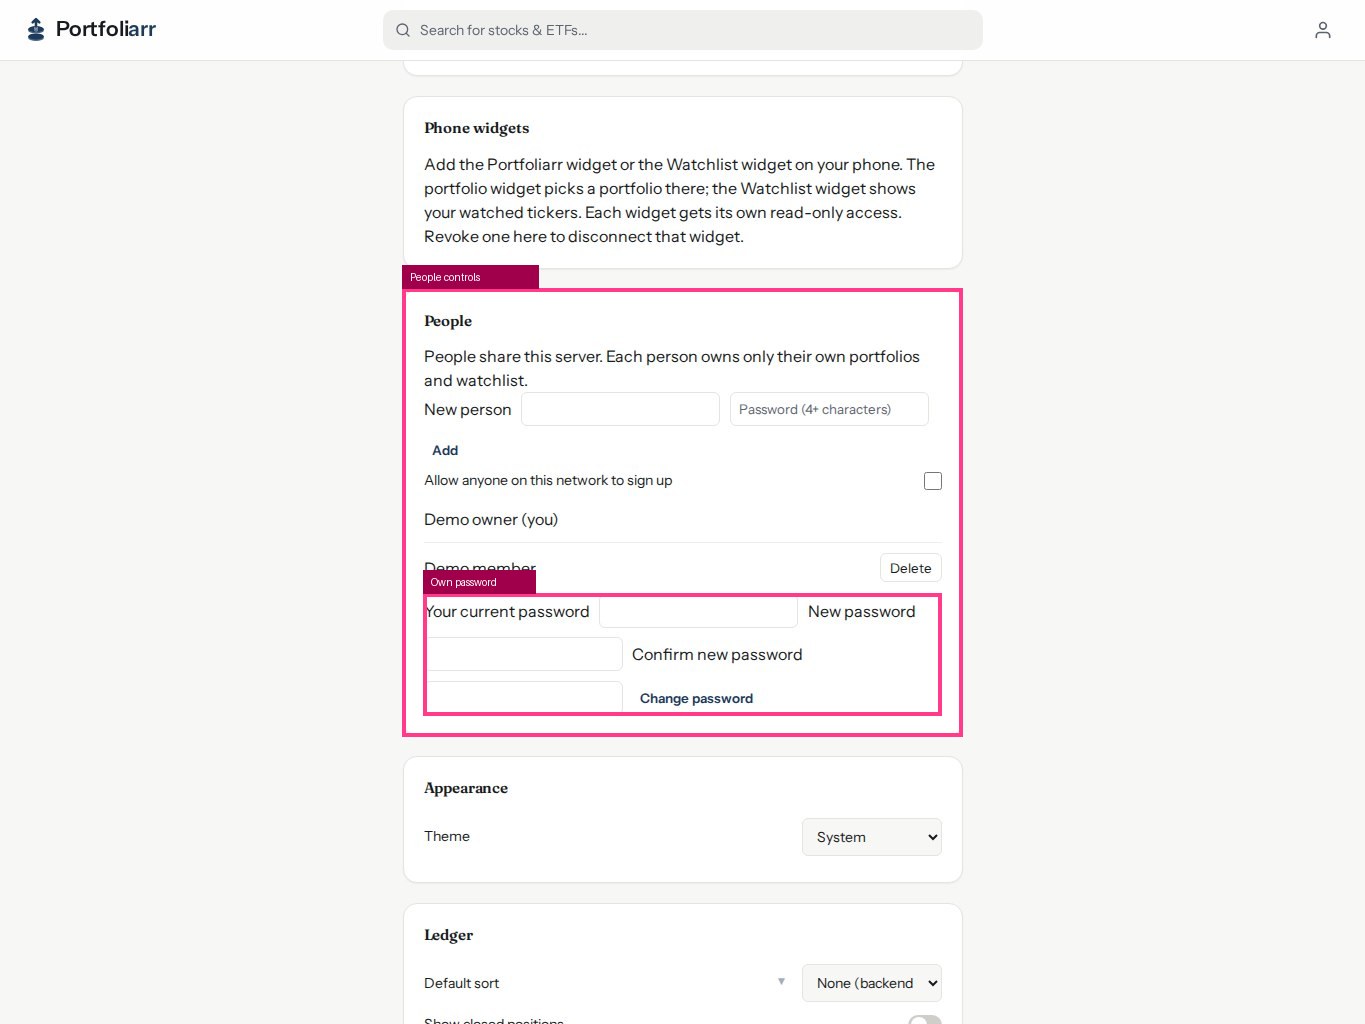 Portfoliarr
Search for stocks & ETFs...
Phone widgets
Add the Portfoliarr widget or the Watchlist widget on your phone. The
portfolio widget picks a portfolio there; the Watchlist widget shows
your watched tickers. Each widget gets its own read-only access.
Revoke one here to disconnect that widget.
People controls
People
People share this server. Each person owns only their own portfolios
and watchlist.
New person Password (4+ characters)
Add
Allow anyone on this network to sign up
Demo owner (you)
Demo member Delete
Own password
Your current password New password
Confirm new password
Change password
Appearance
Theme System
Ledger
Default sort ▼ None (backend
Show closed positions